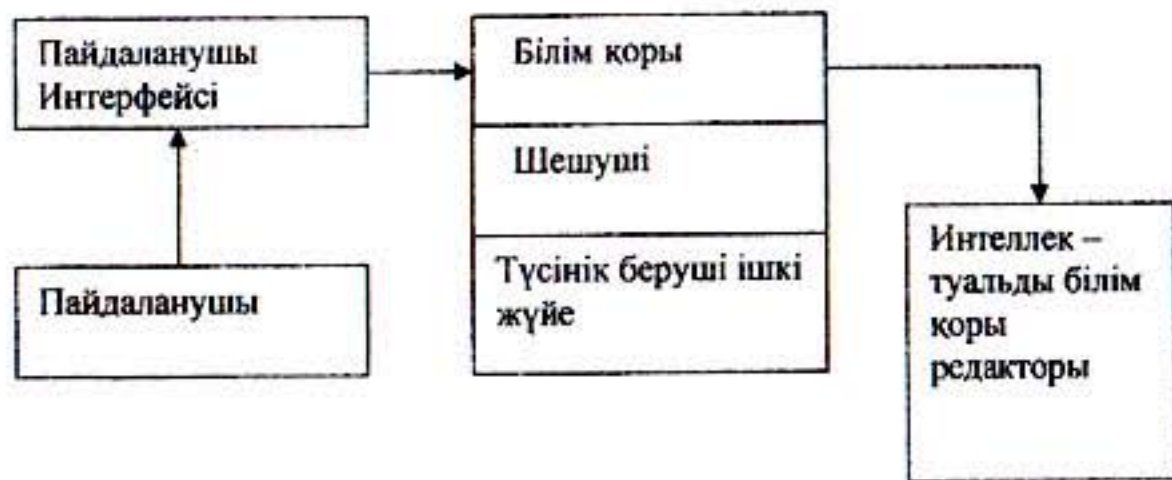 Пайдаланушы
Интерфейсі
Білім қоры
Шешуші
Түсінік беруші ішкі
жүйе
Пайдаланушы
Интеллек –
туальды білім
қоры
редакторы